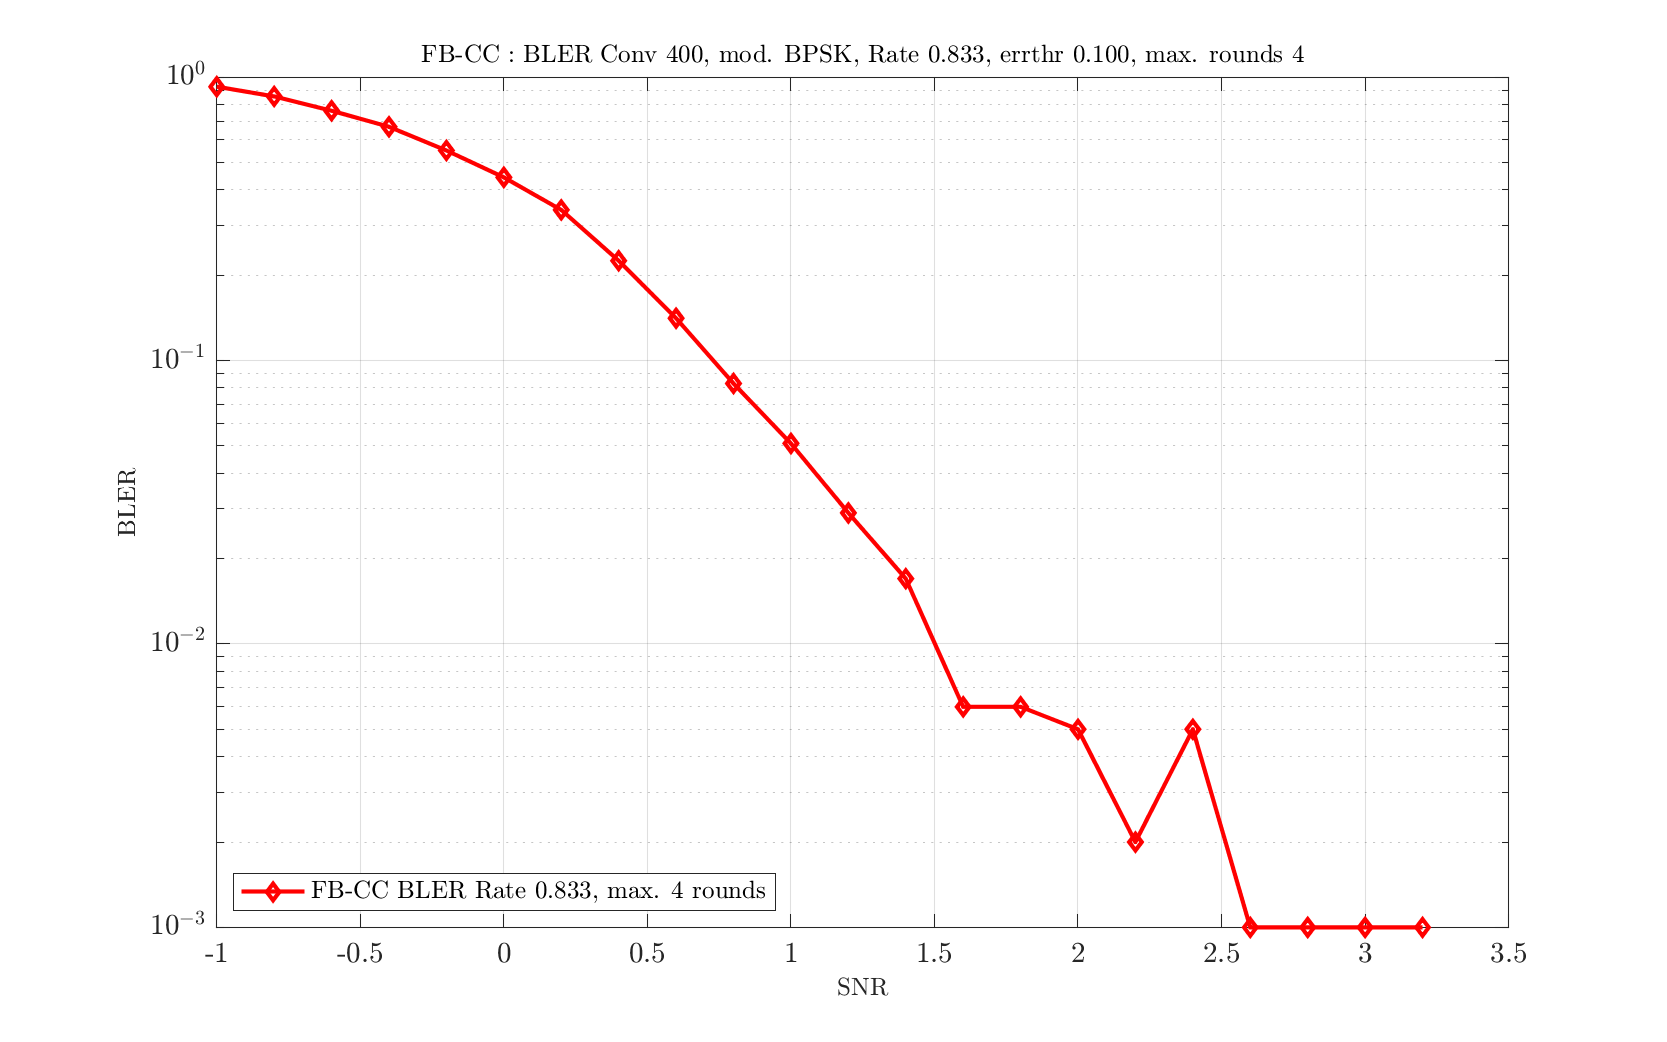 FB-CC : BLER Conv 400, mod. BPSK, Rate 0.833, errthr 0.100, max. rounds 4
10^0
10^{-1}
10^{-2}
10^{-3}
BLER
FB-CC BLER Rate 0.833, max. 4 rounds
-1 -0.5 0 0.5 1 1.5 2 2.5 3 3.5
SNR